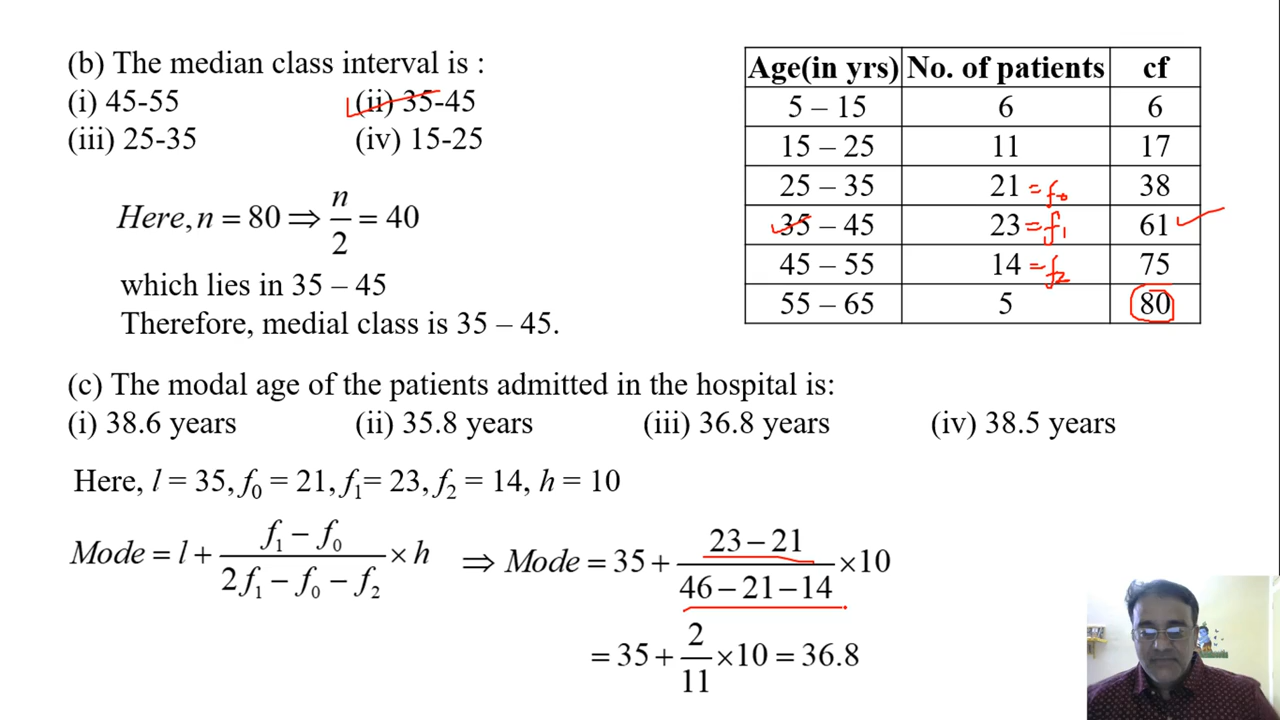 (b) The median class interval is :
(i) 45-55 (ii) 35-45
(iii) 25-35 (iv) 15-25
Here, n = 80 ⇒ n/2 = 40
which lies in 35 – 45
Therefore, medial class is 35 – 45.
Age(in yrs) No. of patients cf
5 – 15 6 6
15 – 25 11 17
25 – 35 21 = f₀ 38
35 – 45 23 = f₁ 61
45 – 55 14 = f₂ 75
55 – 65 5 80
(c) The modal age of the patients admitted in the hospital is:
(i) 38.6 years (ii) 35.8 years (iii) 36.8 years (iv) 38.5 years
Here, l = 35, f₀ = 21, f₁= 23, f₂ = 14, h = 10
Mode = l + (f₁ − f₀)/(2f₁ − f₀ − f₂) × h ⇒ Mode = 35 + (23 − 21)/(46 − 21 − 14) ×10
= 35 + 2/11 ×10 = 36.8